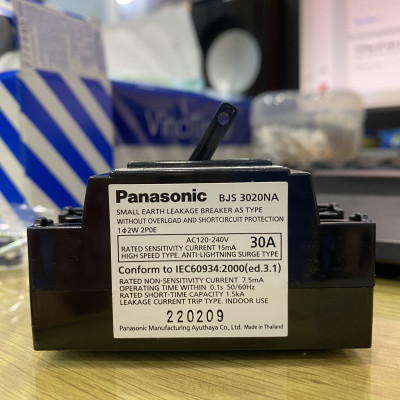 Panasonic BJS 3020NA
SMALL EARTH LEAKAGE BREAKER AS TYPE
WITHOUT OVERLOAD AND SHORTCIRCUIT PROTECTION
1φ2W 2P0E
AC120-240V
RATED SENSITIVITY CURRENT 15mA
HIGH SPEED TYPE. ANTI-LIGHTNING SURGE TYPE
30A
Conform to IEC60934:2000(ed.3.1)
RATED NON-SENSITIVITY CURRENT 7.5mA
OPERATING TIME WITHIN 0.1s 50/60Hz
RATED SHORT-TIME CAPACITY 1.5kA
LEAKAGE CURRENT TRIP TYPE. INDOOR USE
220209
Panasonic Manufacturing Ayuthaya Co., Ltd. Made in Thailand